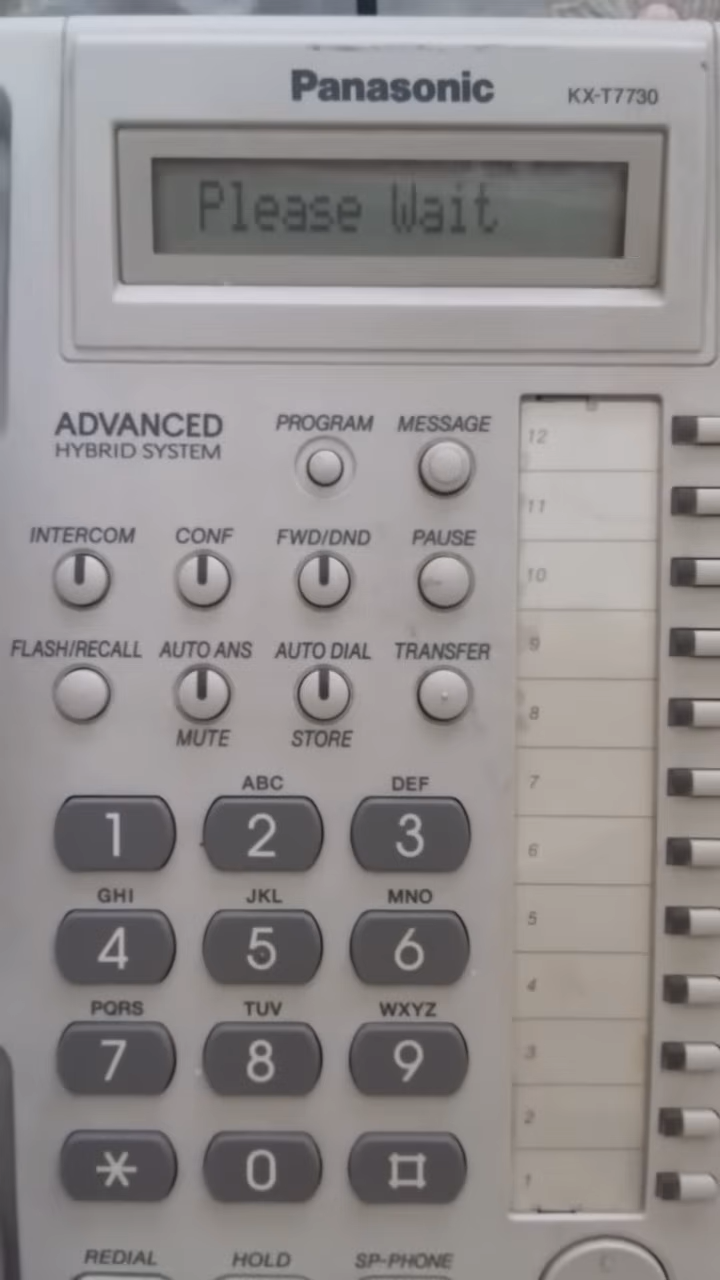 Panasonic
KX-T7730
Please Wait
ADVANCED
HYBRID SYSTEM
PROGRAM MESSAGE
INTERCOM CONF FWD/DND PAUSE
FLASH/RECALL AUTO ANS AUTO DIAL TRANSFER
MUTE STORE
ABC DEF
1 2 3
GHI JKL MNO
4 5 6
PQRS TUV WXYZ
7 8 9
* 0 #
REDIAL HOLD SP-PHONE
12
11
10
9
8
7
6
5
4
3
2
1